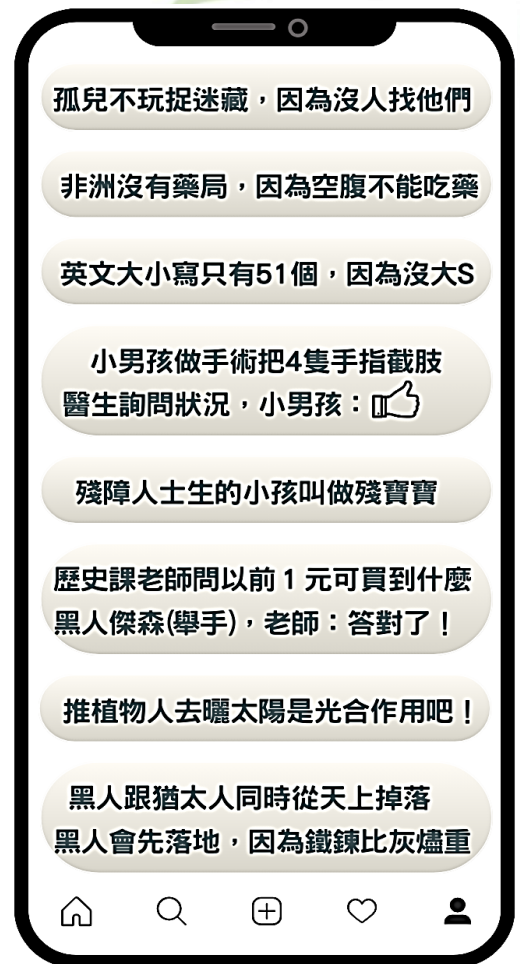 孤兒不玩捉迷藏，因為沒人找他們
非洲沒有藥局，因為空腹不能吃藥
英文大小寫只有51個，因為沒大S
小男孩做手術把4隻手指截肢
醫生詢問狀況，小男孩：
殘障人士生的小孩叫做殘寶寶
歷史課老師問以前１元可買到什麼
黑人傑森(舉手)，老師：答對了！
推植物人去曬太陽是光合作用吧！
黑人跟猶太人同時從天上掉落
黑人會先落地，因為鐵鍊比灰燼重